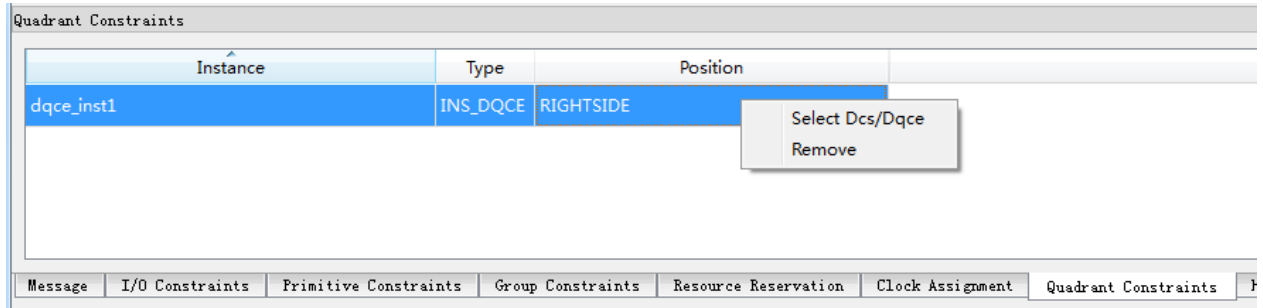 Quadrant Constraints
Instance Type Position
dqce_inst1 INS_DQCE RIGHTSIDE
Select Dcs/Dqce
Remove
Message I/O Constraints Primitive Constraints Group Constraints Resource Reservation Clock Assignment Quadrant Constraints